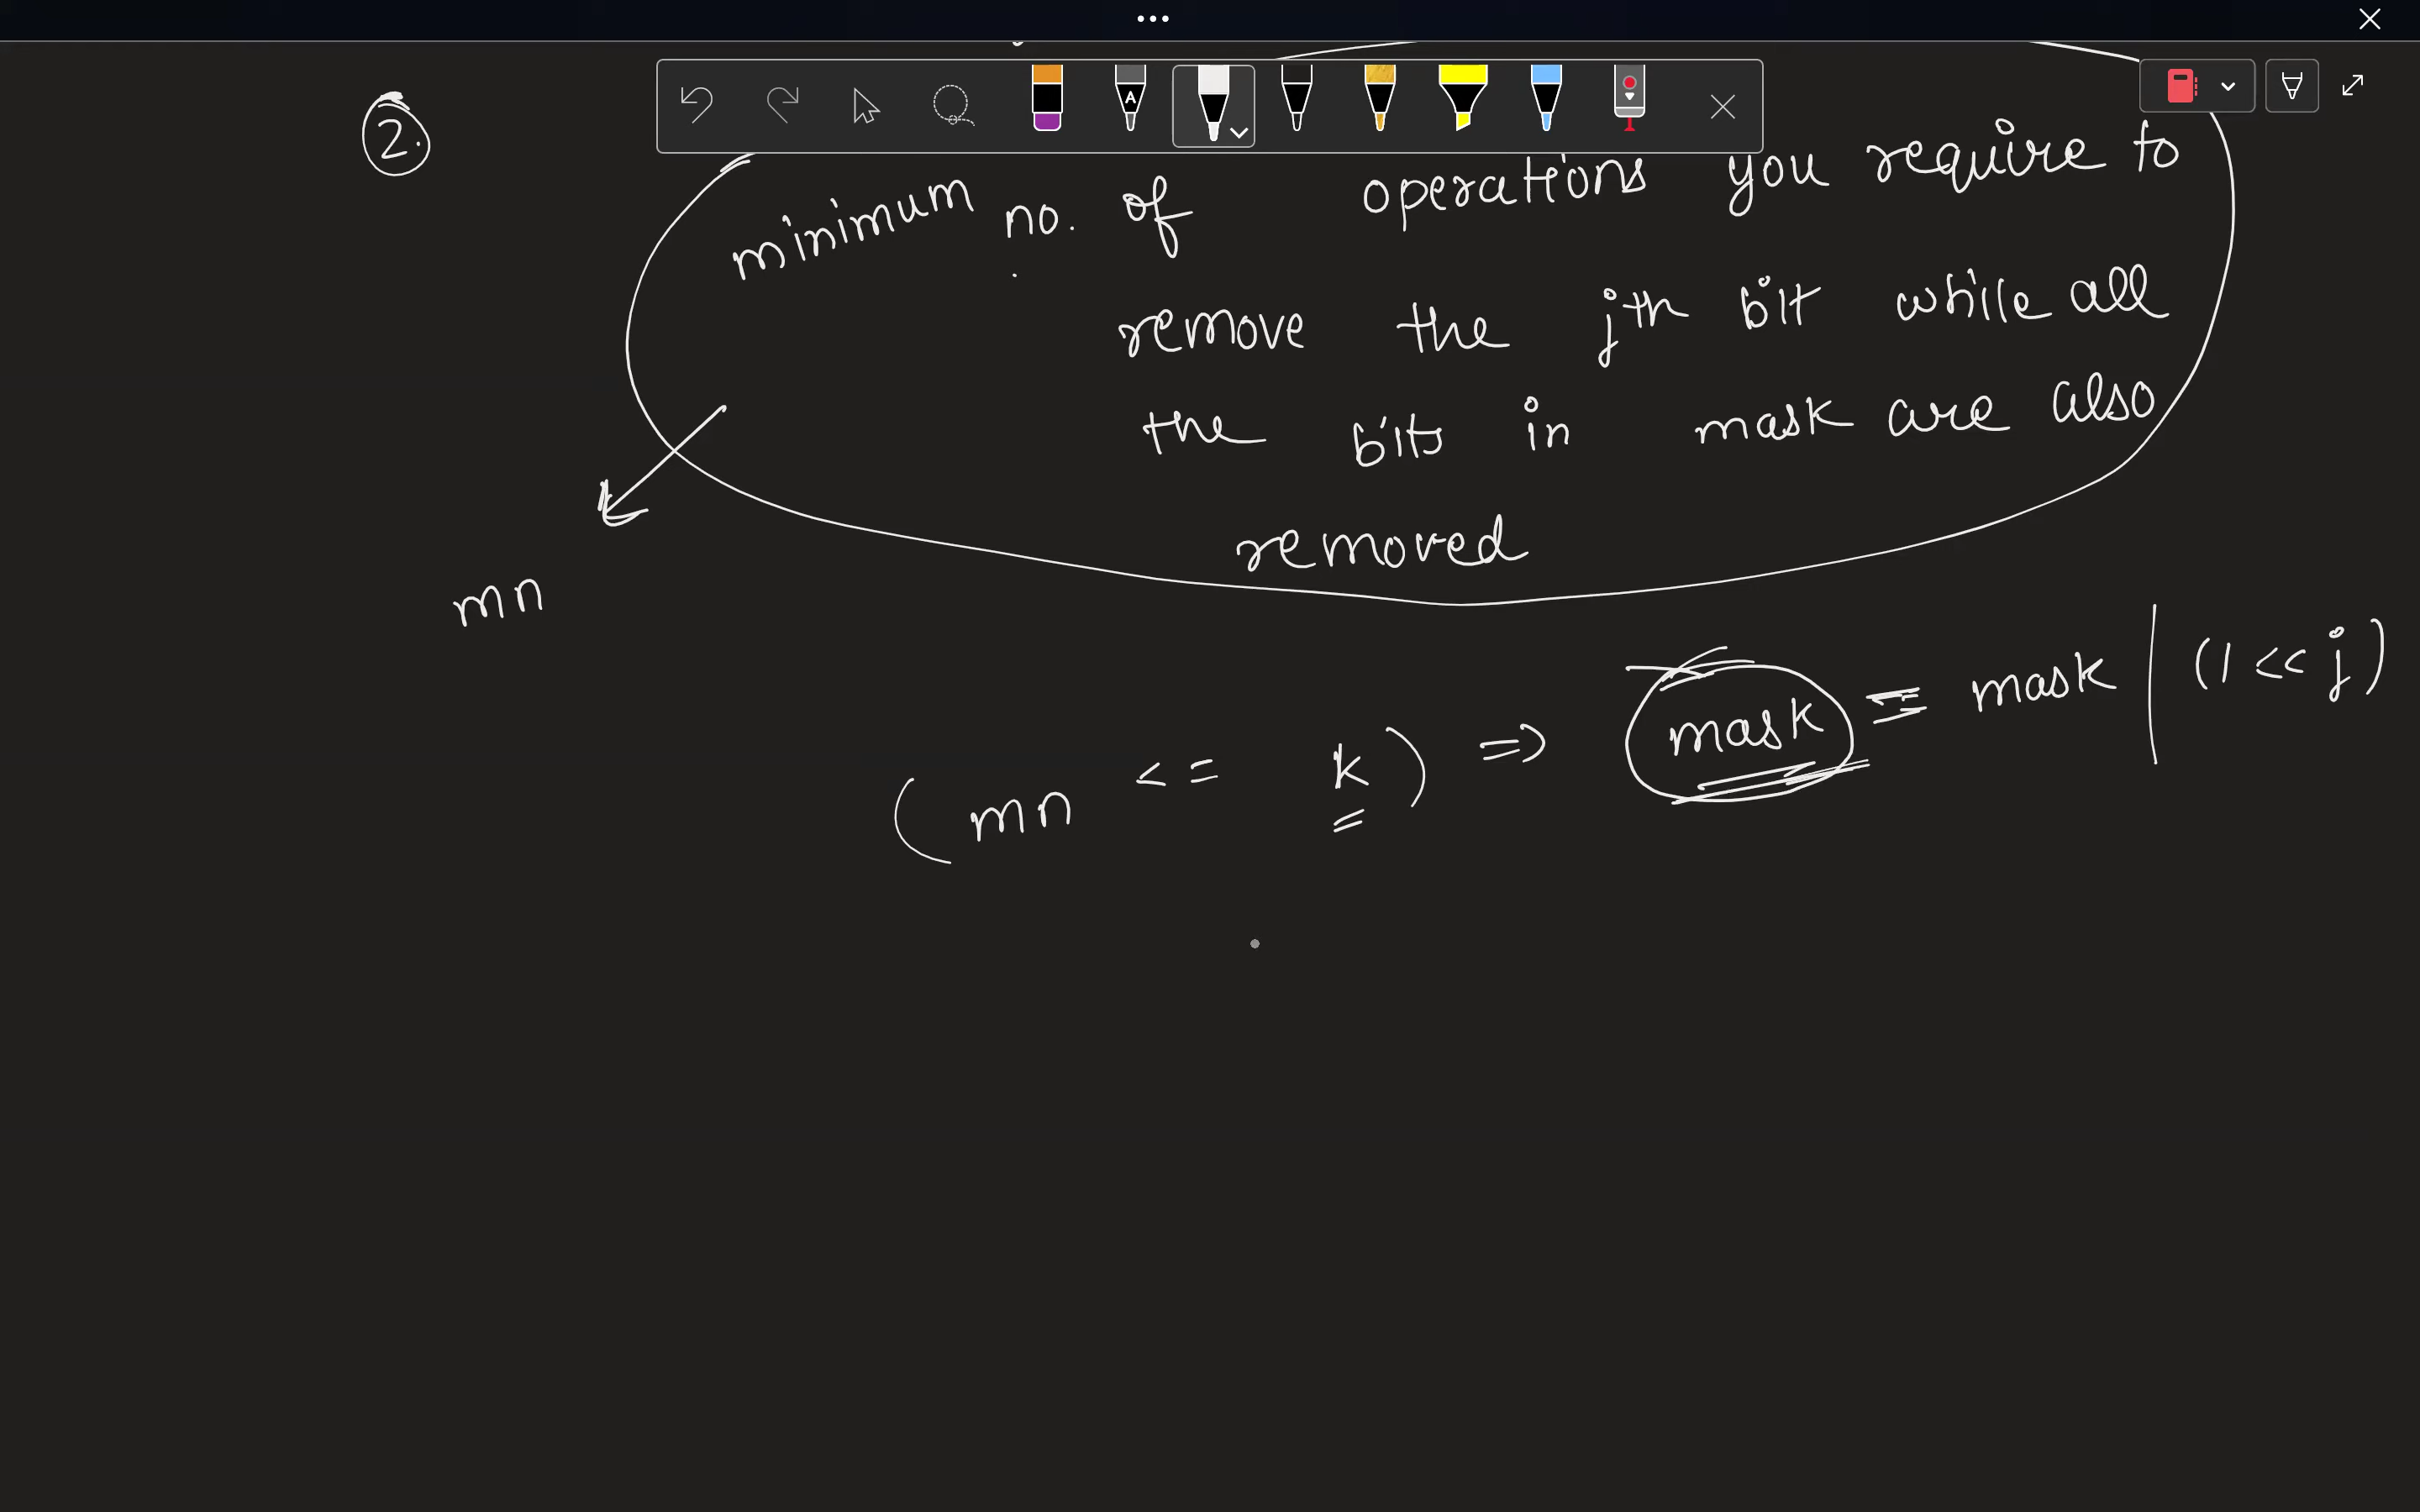 2.
minimum no. of operations you require to
remove the jth bit while all
the bits in mask are also
removed
mn
(mn <= k) => mask = mask | (1 << j)